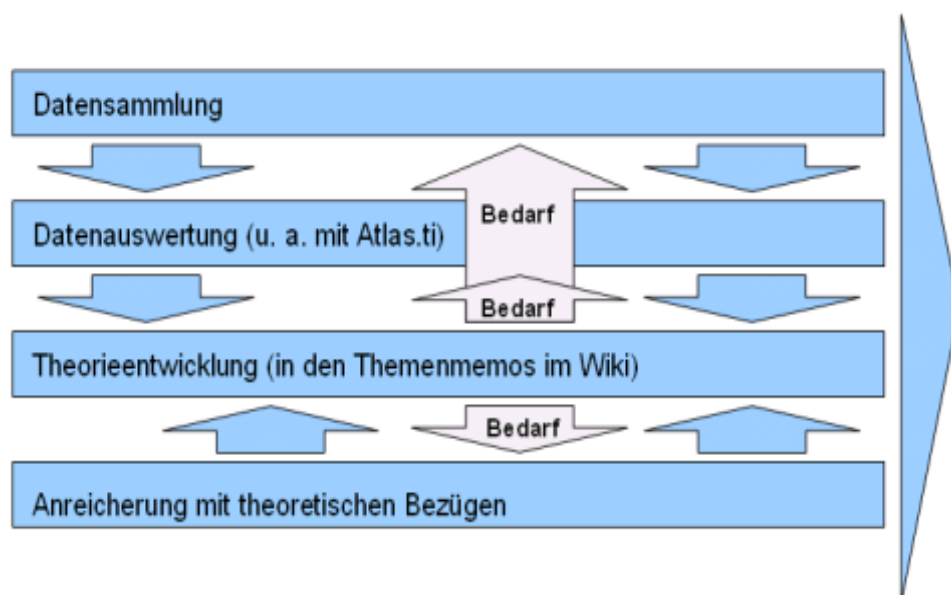 Datensammlung
Bedarf
Datenauswertung (u. a. mit Atlas.ti)
Bedarf
Theorieentwicklung (in den Themenmemos im Wiki)
Bedarf
Anreicherung mit theoretischen Bezügen